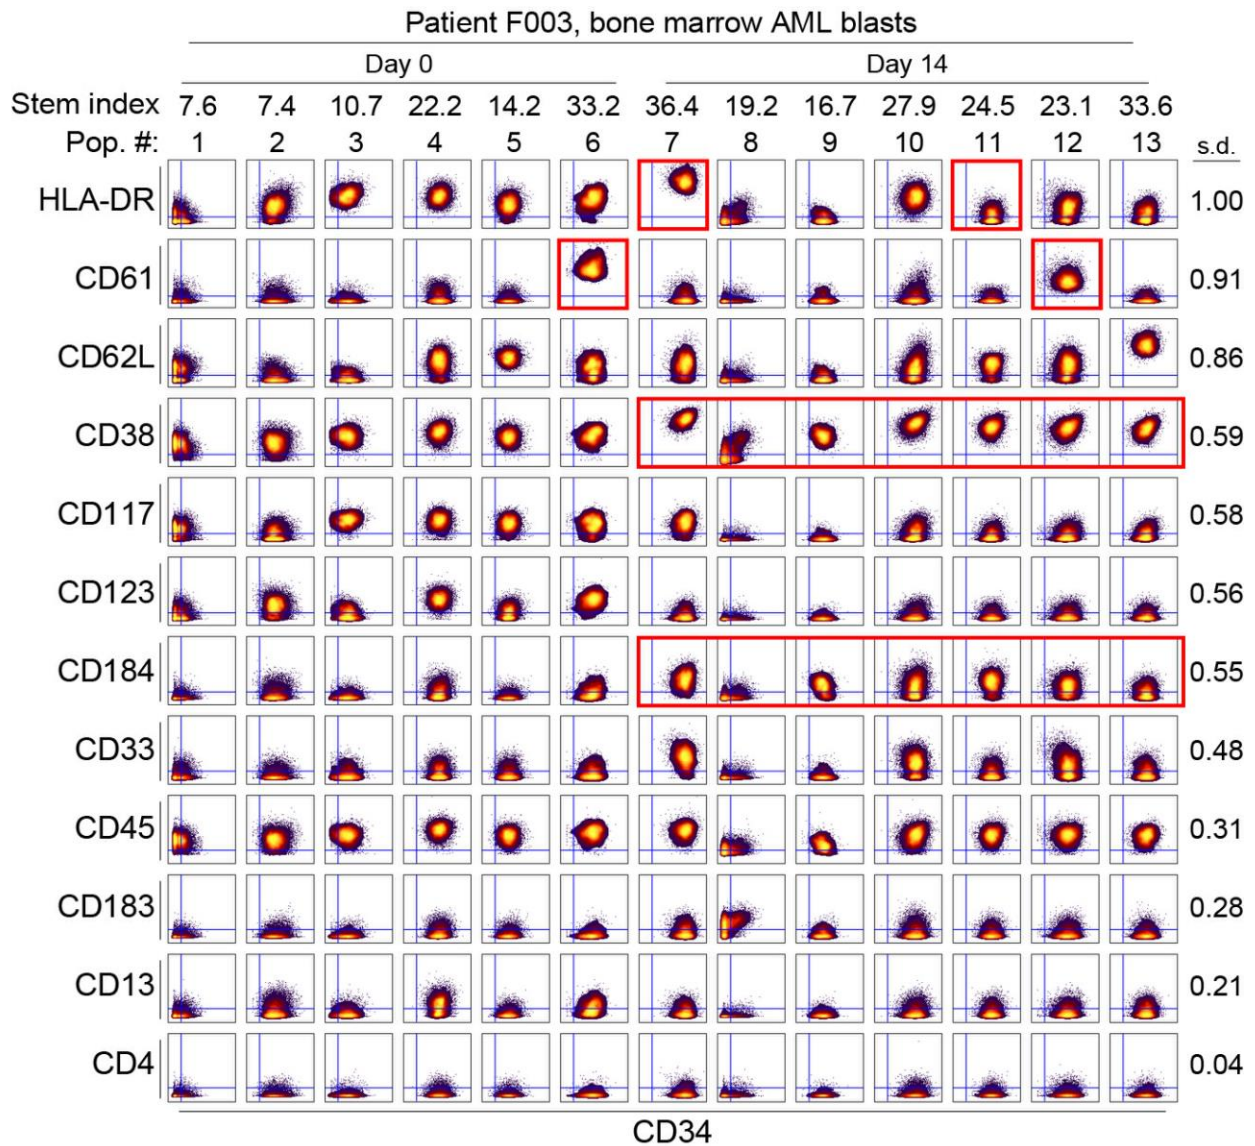 Patient F003, bone marrow AML blasts
Day 0 Day 14
Stem index 7.6 7.4 10.7 22.2 14.2 33.2 36.4 19.2 16.7 27.9 24.5 23.1 33.6
Pop. #: 1 2 3 4 5 6 7 8 9 10 11 12 13 s.d.
HLA-DR 1.00
CD61 0.91
CD62L 0.86
CD38 0.59
CD117 0.58
CD123 0.56
CD184 0.55
CD33 0.48
CD45 0.31
CD183 0.28
CD13 0.21
CD4 0.04
CD34